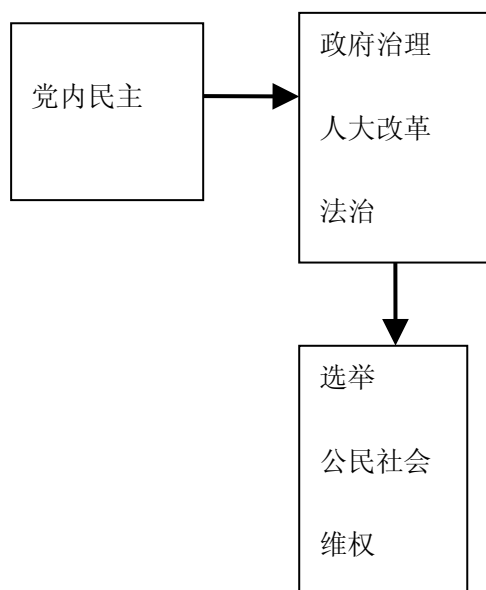 党内民主
政府治理
人大改革
法治
选举
公民社会
维权